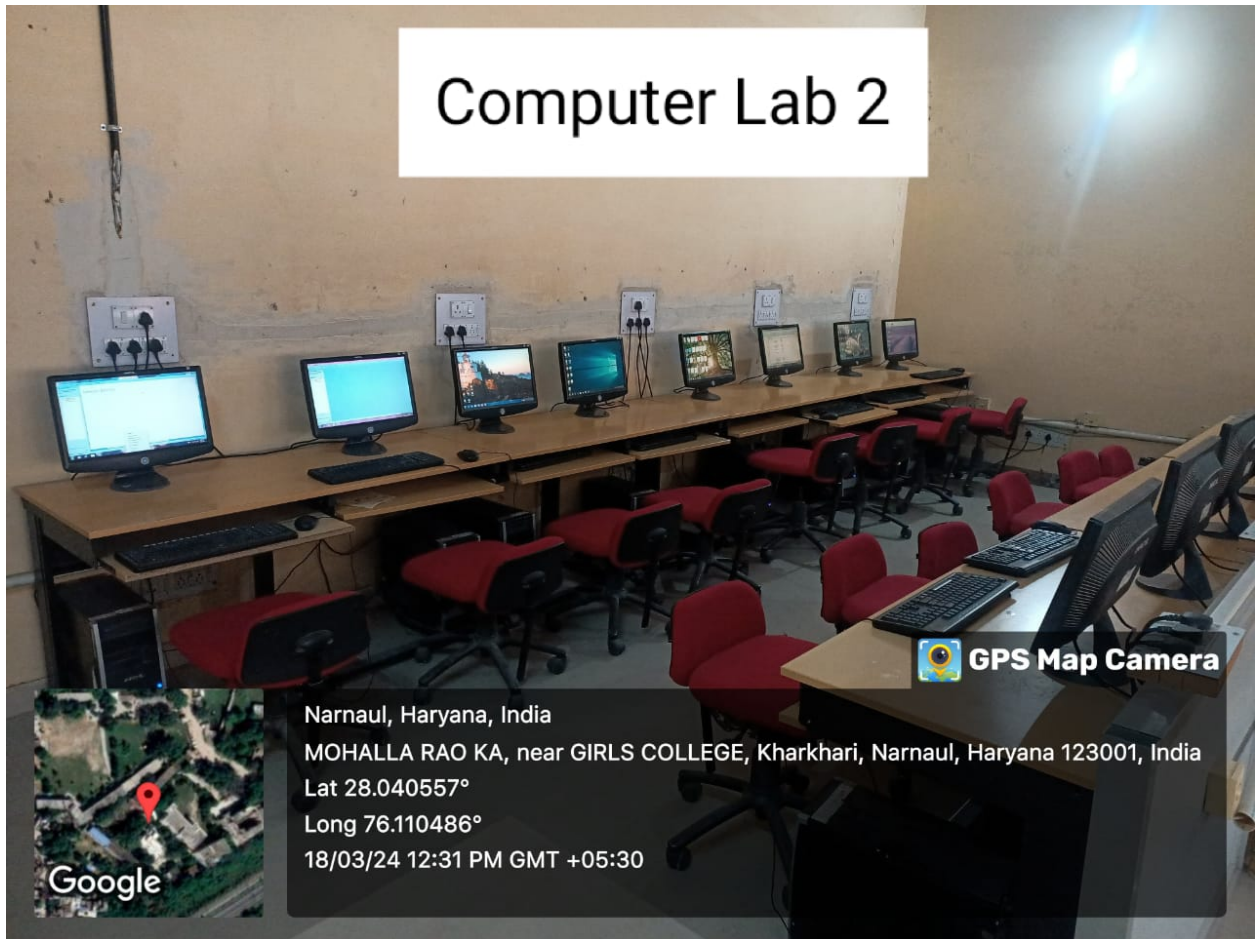 Computer Lab 2
GPS Map Camera
Narnaul, Haryana, India
MOHALLA RAO KA, near GIRLS COLLEGE, Kharkhari, Narnaul, Haryana 123001, India
Lat 28.040557°
Long 76.110486°
18/03/24 12:31 PM GMT +05:30
Google